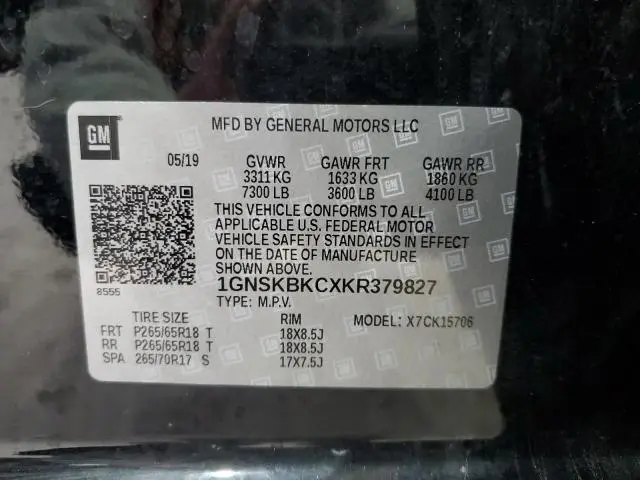 GM
MFD BY GENERAL MOTORS LLC
05/19 GVWR GAWR FRT GAWR RR
3311 KG 1633 KG 1860 KG
7300 LB 3600 LB 4100 LB
THIS VEHICLE CONFORMS TO ALL
APPLICABLE U.S. FEDERAL MOTOR
VEHICLE SAFETY STANDARDS IN EFFECT
ON THE DATE OF MANUFACTURE
SHOWN ABOVE.
8555
1GNSKBKCXKR379827
TYPE: M.P.V.
TIRE SIZE RIM MODEL: X7CK15706
FRT P265/65R18 T 18X8.5J
RR P265/65R18 T 18X8.5J
SPA 265/70R17 S 17X7.5J